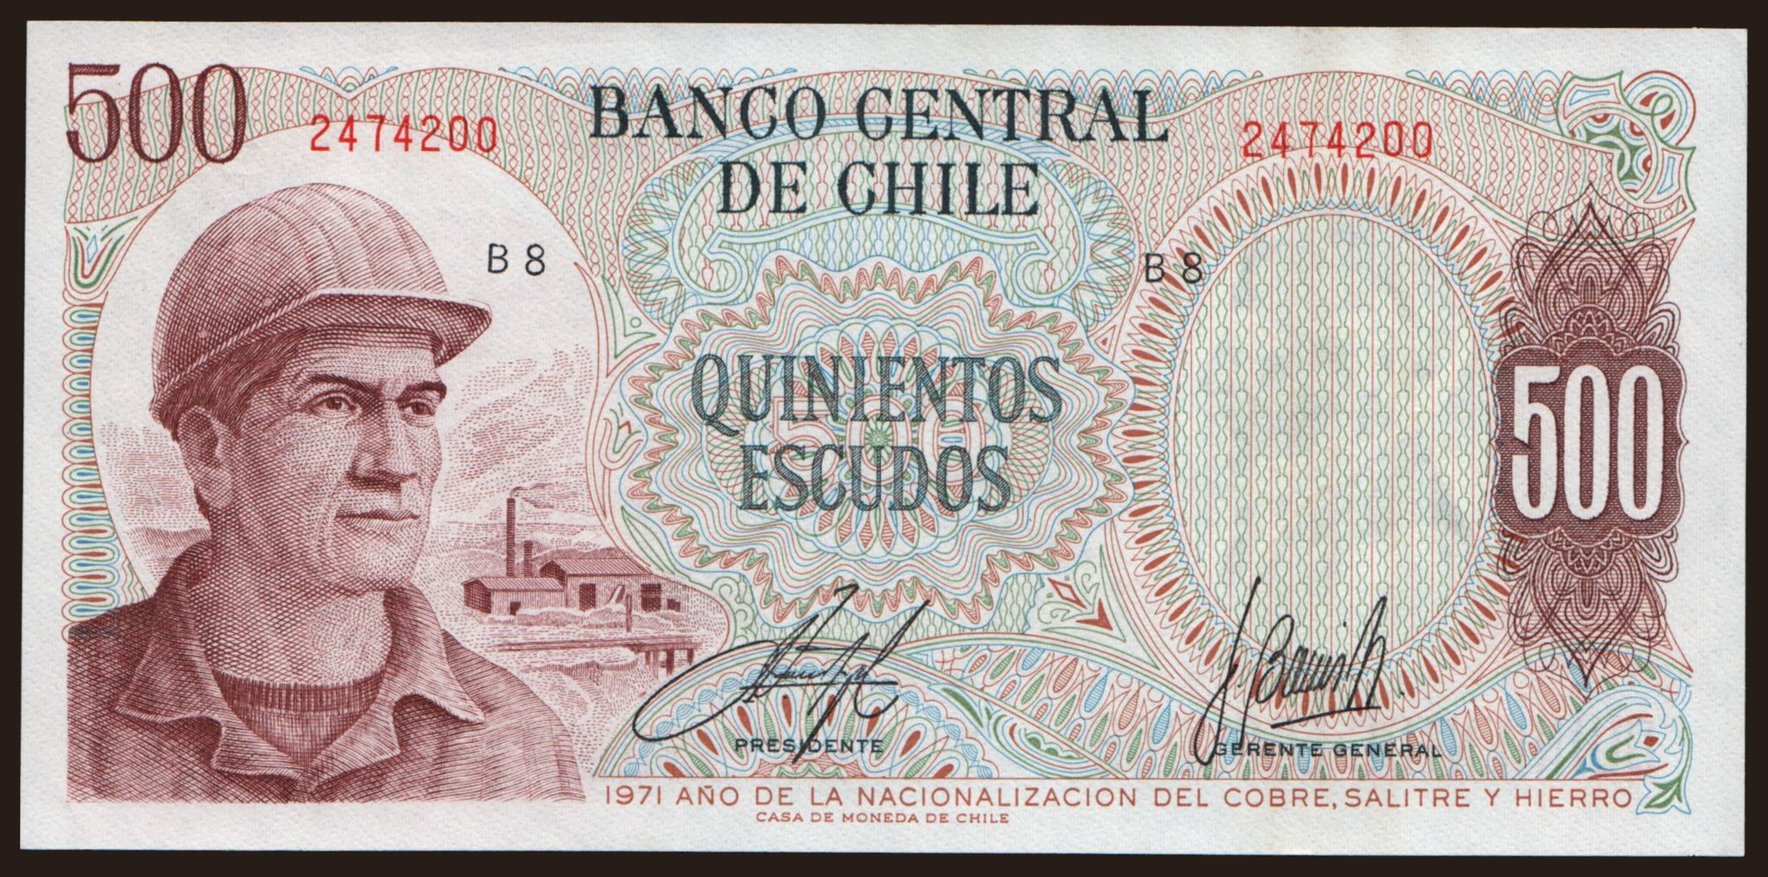 500
2474200
BANCO CENTRAL
DE CHILE
2474200
B 8
B 8
QUINIENTOS
ESCUDOS
500
500
PRESIDENTE
GERENTE GENERAL
1971 AÑO DE LA NACIONALIZACION DEL COBRE, SALITRE Y HIERRO
CASA DE MONEDA DE CHILE